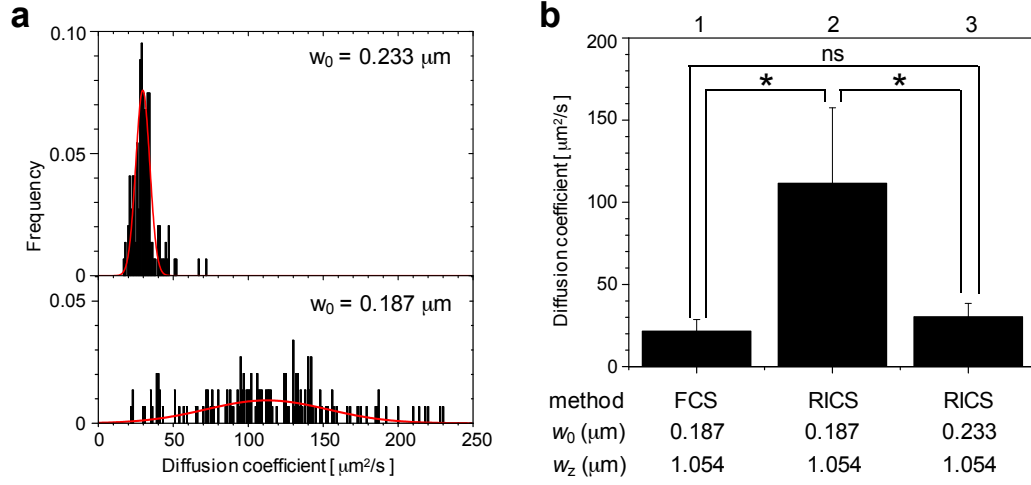 a
0.10
w0 = 0.233 μm
0.05
Frequency
0
0.05
w0 = 0.187 μm
0
0 50 100 150 200 250
Diffusion coefficient [ μm²/s ]
b
1 2 3
200
ns
* *
150
100
Diffusion coefficient [ μm²/s ]
50
0
method FCS RICS RICS
w0 (μm) 0.187 0.187 0.233
wz (μm) 1.054 1.054 1.054